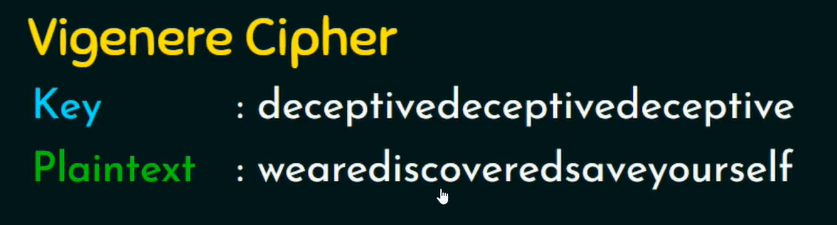 Vigenere Cipher
Key : deceptivedeceptivedeceptive
Plaintext : wearediscoveredsaveyourself